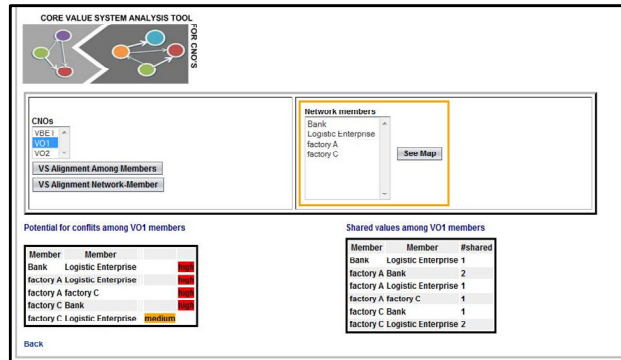 CORE VALUE SYSTEM ANALYSIS TOOL
FOR CNO'S
CNOs
VBE1
VO1
VO2
VS Alignment Among Members
VS Alignment Network-Member
Network members
Bank
Logistic Enterprise
factory A
factory C
See Map
Potential for conflits among VO1 members
Member Member
Bank Logistic Enterprise high
factory A Logistic Enterprise high
factory A factory C high
factory C Bank high
factory C Logistic Enterprise medium
Shared values among VO1 members
Member Member #shared
Bank Logistic Enterprise 1
factory A Bank 2
factory A Logistic Enterprise 1
factory A factory C 1
factory C Bank 1
factory C Logistic Enterprise 2
Back